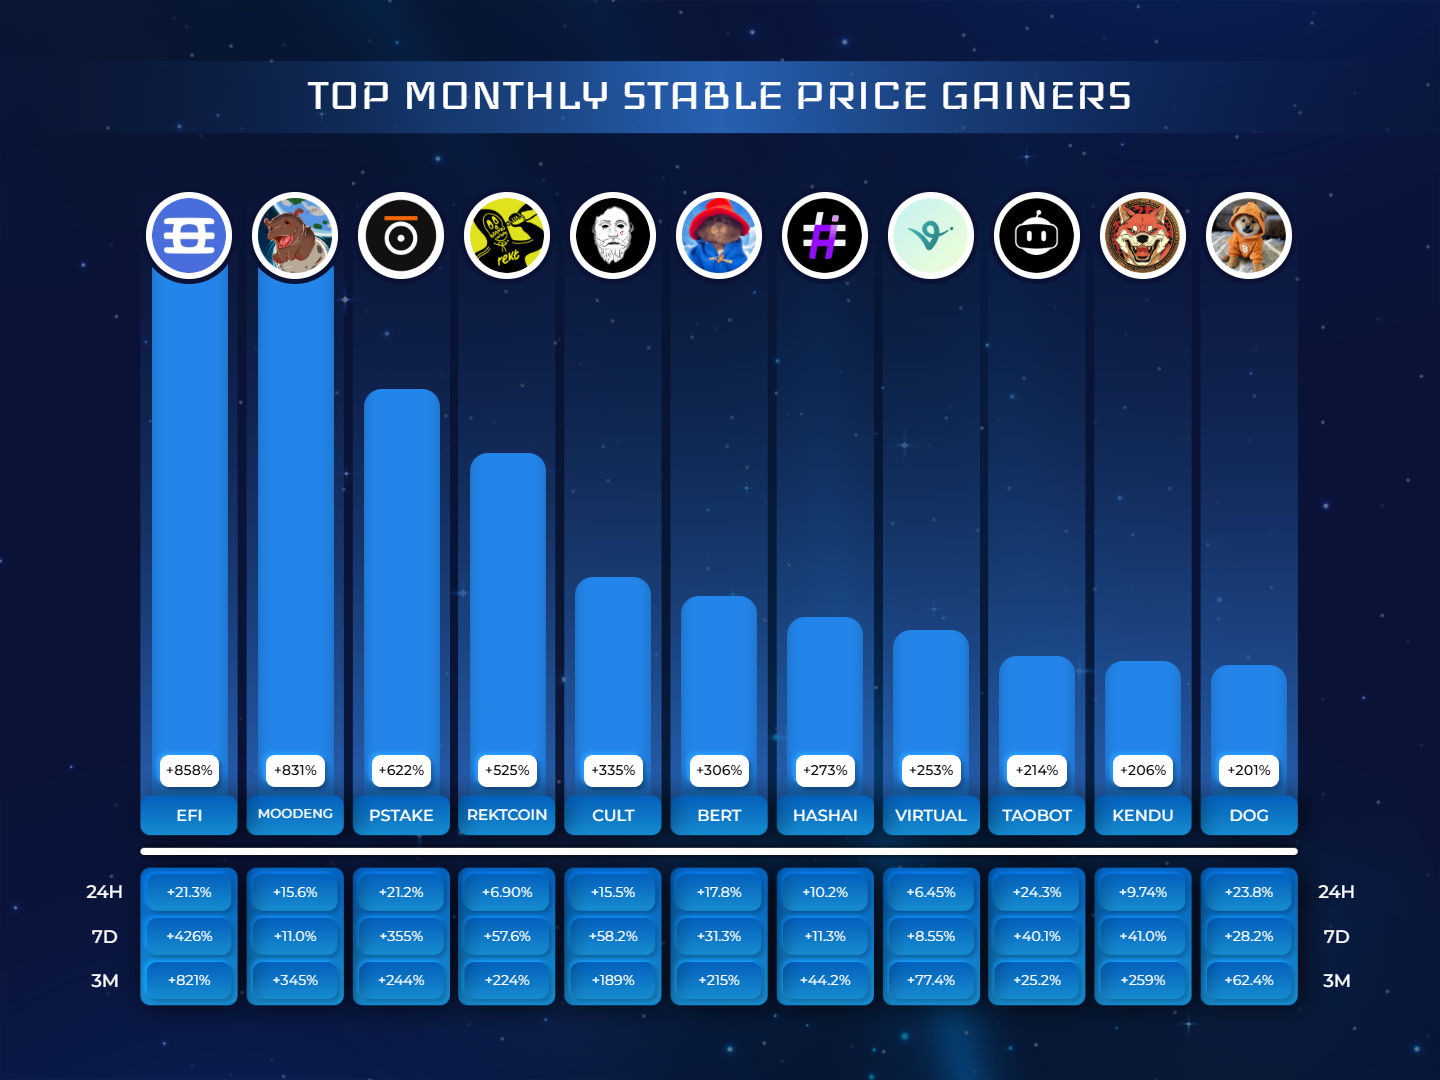 TOP MONTHLY STABLE PRICE GAINERS
rekt
+858% +831% +622% +525% +335% +306% +273% +253% +214% +206% +201%
EFI MOODENG PSTAKE REKTCOIN CULT BERT HASHAI VIRTUAL TAOBOT KENDU DOG
24H +21.3% +15.6% +21.2% +6.90% +15.5% +17.8% +10.2% +6.45% +24.3% +9.74% +23.8% 24H
7D +426% +11.0% +355% +57.6% +58.2% +31.3% +11.3% +8.55% +40.1% +41.0% +28.2% 7D
3M +821% +345% +244% +224% +189% +215% +44.2% +77.4% +25.2% +259% +62.4% 3M